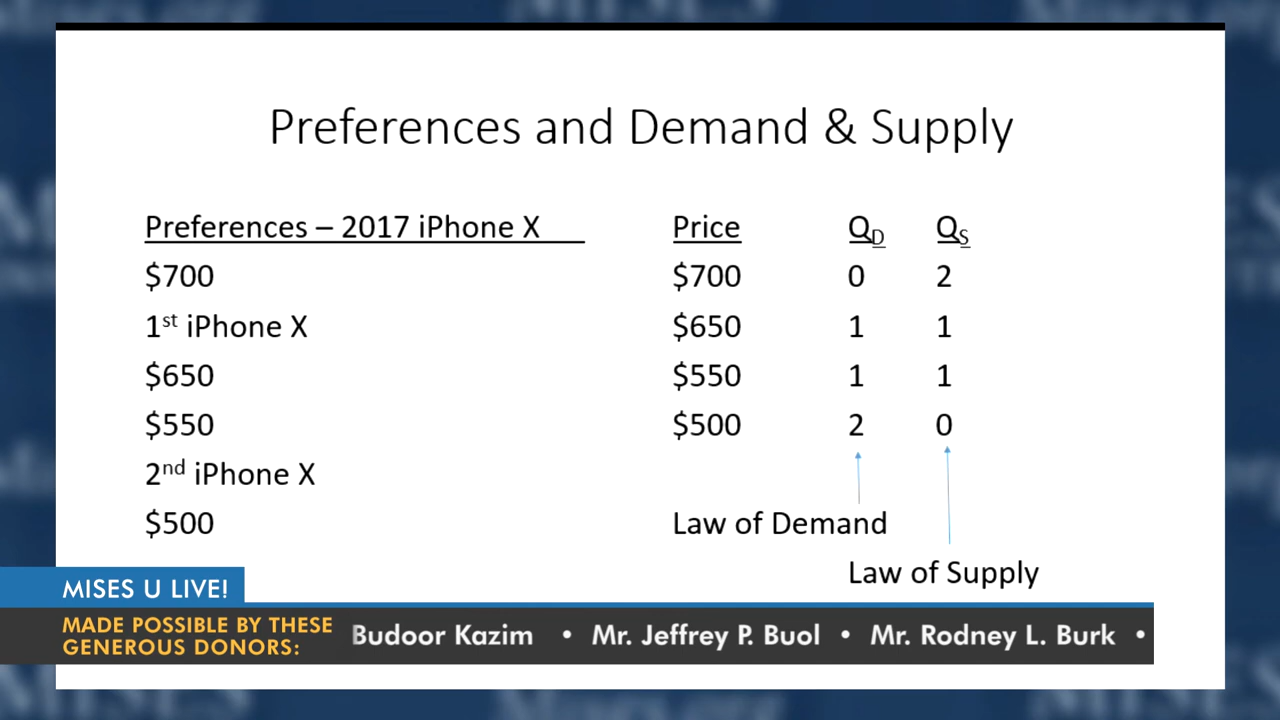 Preferences and Demand & Supply
Preferences – 2017 iPhone X
$700
1st iPhone X
$650
$550
2nd iPhone X
$500
Price QD QS
$700 0 2
$650 1 1
$550 1 1
$500 2 0
Law of Demand
Law of Supply
MISES U LIVE!
MADE POSSIBLE BY THESE
GENEROUS DONORS:
Budoor Kazim • Mr. Jeffrey P. Buol • Mr. Rodney L. Burk •